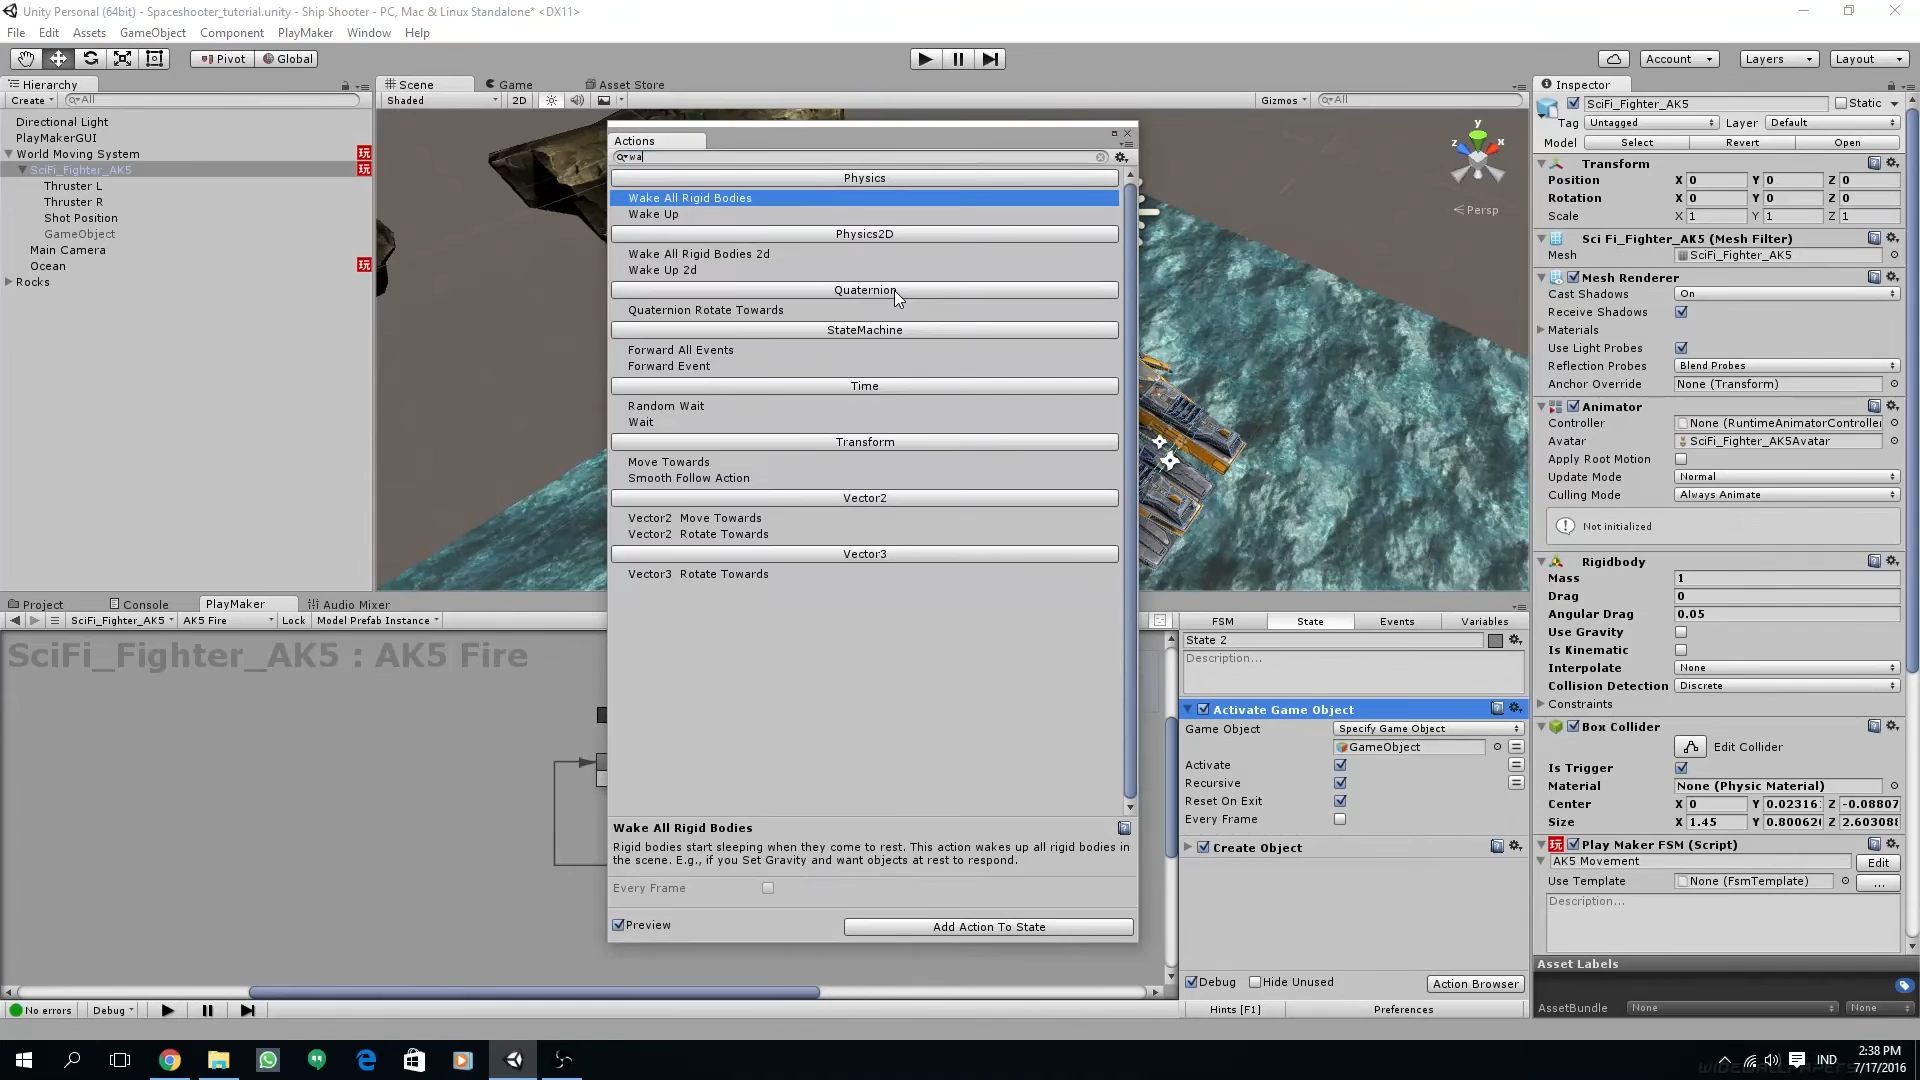 Unity Personal (64bit) - Spaceshooter_tutorial.unity - Ship Shooter - PC, Mac & Linux Standalone* <DX11>
File Edit Assets GameObject Component PlayMaker Window Help
Pivot Global Account Layers Layout
Hierarchy
Create All
Directional Light
PlayMakerGUI
World Moving System
SciFi_Fighter_AK5
Thruster L
Thruster R
Shot Position
GameObject
Main Camera
Ocean
Rocks
Scene Game Asset Store
Shaded 2D Gizmos All
y
z x
Persp
Actions
wa
Physics
Wake All Rigid Bodies
Wake Up
Physics2D
Wake All Rigid Bodies 2d
Wake Up 2d
Quaternion
Quaternion Rotate Towards
StateMachine
Forward All Events
Forward Event
Time
Random Wait
Wait
Transform
Move Towards
Smooth Follow Action
Vector2
Vector2 Move Towards
Vector2 Rotate Towards
Vector3
Vector3 Rotate Towards
Wake All Rigid Bodies
Rigid bodies start sleeping when they come to rest. This action wakes up all rigid bodies in
the scene. E.g., if you Set Gravity and want objects at rest to respond.
Every Frame
Preview Add Action To State
Project Console PlayMaker Audio Mixer
SciFi_Fighter_AK5 AK5 Fire Lock Model Prefab Instance
SciFi_Fighter_AK5 : AK5 Fire
No errors Debug
FSM State Events Variables
State 2
Description...
Activate Game Object
Game Object Specify Game Object
GameObject
Activate
Recursive
Reset On Exit
Every Frame
Create Object
Debug Hide Unused Action Browser
Hints [F1] Preferences
Inspector
SciFi_Fighter_AK5 Static
Tag Untagged Layer Default
Model Select Revert Open
Transform
Position X 0 Y 0 Z 0
Rotation X 0 Y 0 Z 0
Scale X 1 Y 1 Z 1
Sci Fi_Fighter_AK5 (Mesh Filter)
Mesh SciFi_Fighter_AK5
Mesh Renderer
Cast Shadows On
Receive Shadows
Materials
Use Light Probes
Reflection Probes Blend Probes
Anchor Override None (Transform)
Animator
Controller None (RuntimeAnimatorController
Avatar SciFi_Fighter_AK5Avatar
Apply Root Motion
Update Mode Normal
Culling Mode Always Animate
Not initialized
Rigidbody
Mass 1
Drag 0
Angular Drag 0.05
Use Gravity
Is Kinematic
Interpolate None
Collision Detection Discrete
Constraints
Box Collider
Edit Collider
Is Trigger
Material None (Physic Material)
Center X 0 Y 0.02316 Z -0.08807
Size X 1.45 Y 0.80062 Z 2.60308
Play Maker FSM (Script)
AK5 Movement Edit
Use Template None (FsmTemplate) ...
Description...
Asset Labels
AssetBundle None None
IND
2:38 PM
7/17/2016